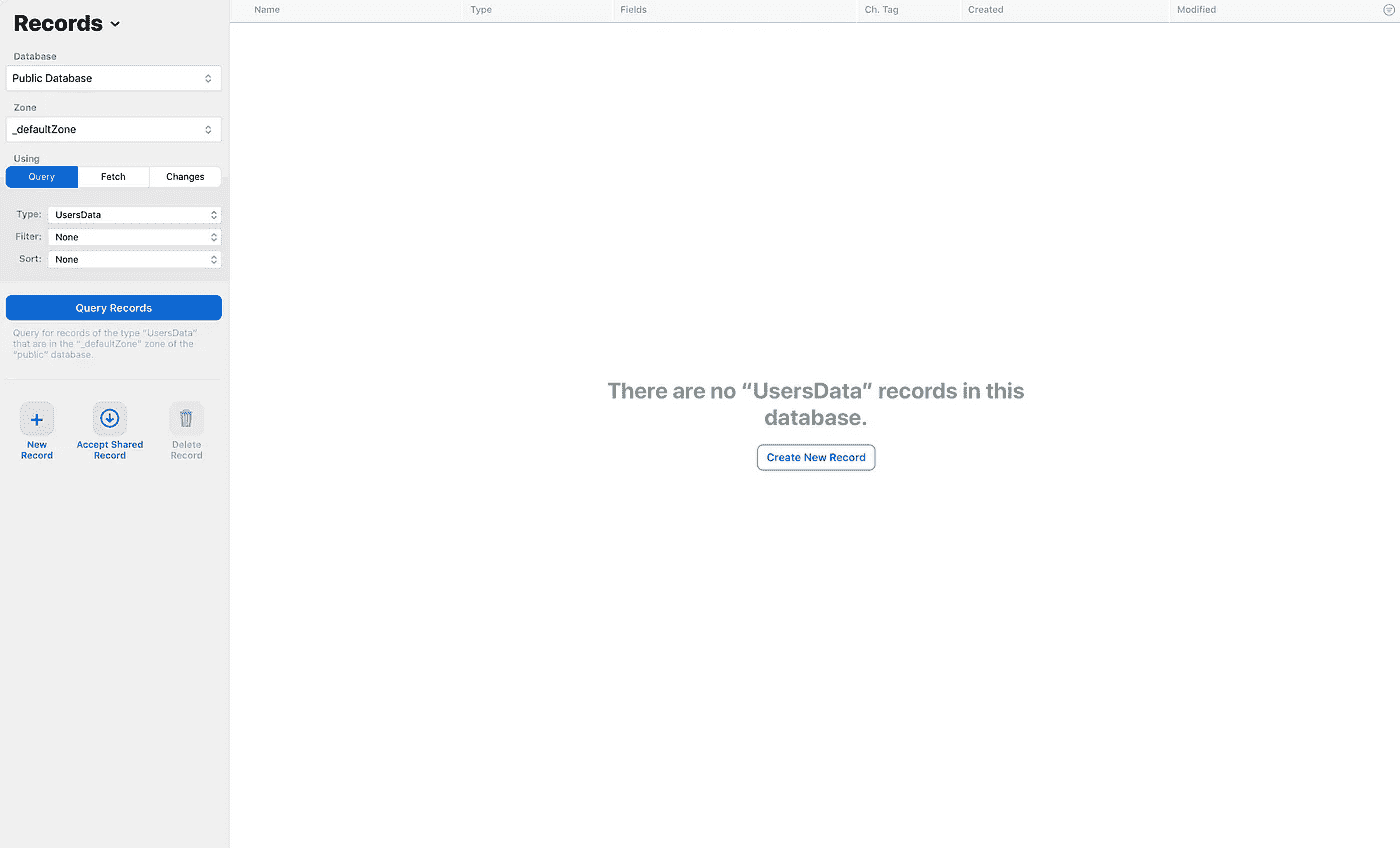 Records
Database
Public Database
Zone
_defaultZone
Using
Query Fetch Changes
Type: UsersData
Filter: None
Sort: None
Query Records
Query for records of the type “UsersData”
that are in the “_defaultZone” zone of the
“public” database.
New
Record
Accept Shared
Record
Delete
Record
Name Type Fields Ch. Tag Created Modified
There are no “UsersData” records in this
database.
Create New Record